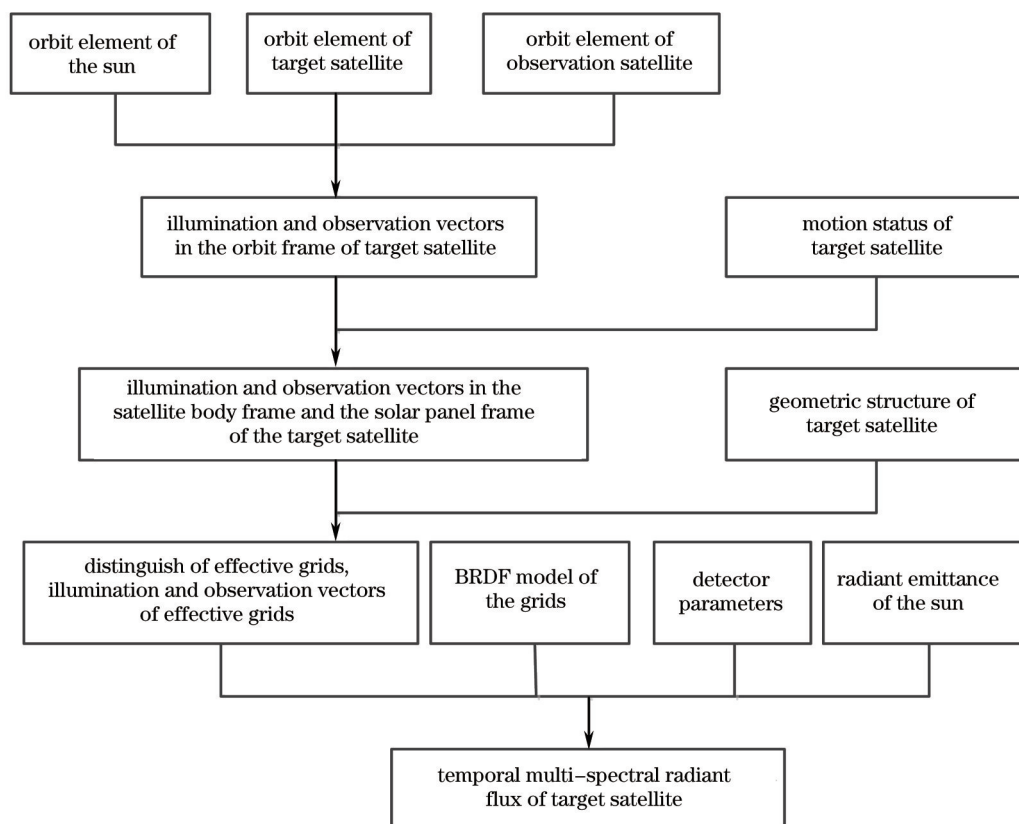 orbit element of
the sun
orbit element of
target satellite
orbit element of
observation satellite
illumination and observation vectors
in the orbit frame of target satellite
motion status of
target satellite
illumination and observation vectors in the
satellite body frame and the solar panel frame
of the target satellite
geometric structure of
target satellite
distinguish of effective grids,
illumination and observation vectors
of effective grids
BRDF model of
the grids
detector
parameters
radiant emittance
of the sun
temporal multi-spectral radiant
flux of target satellite